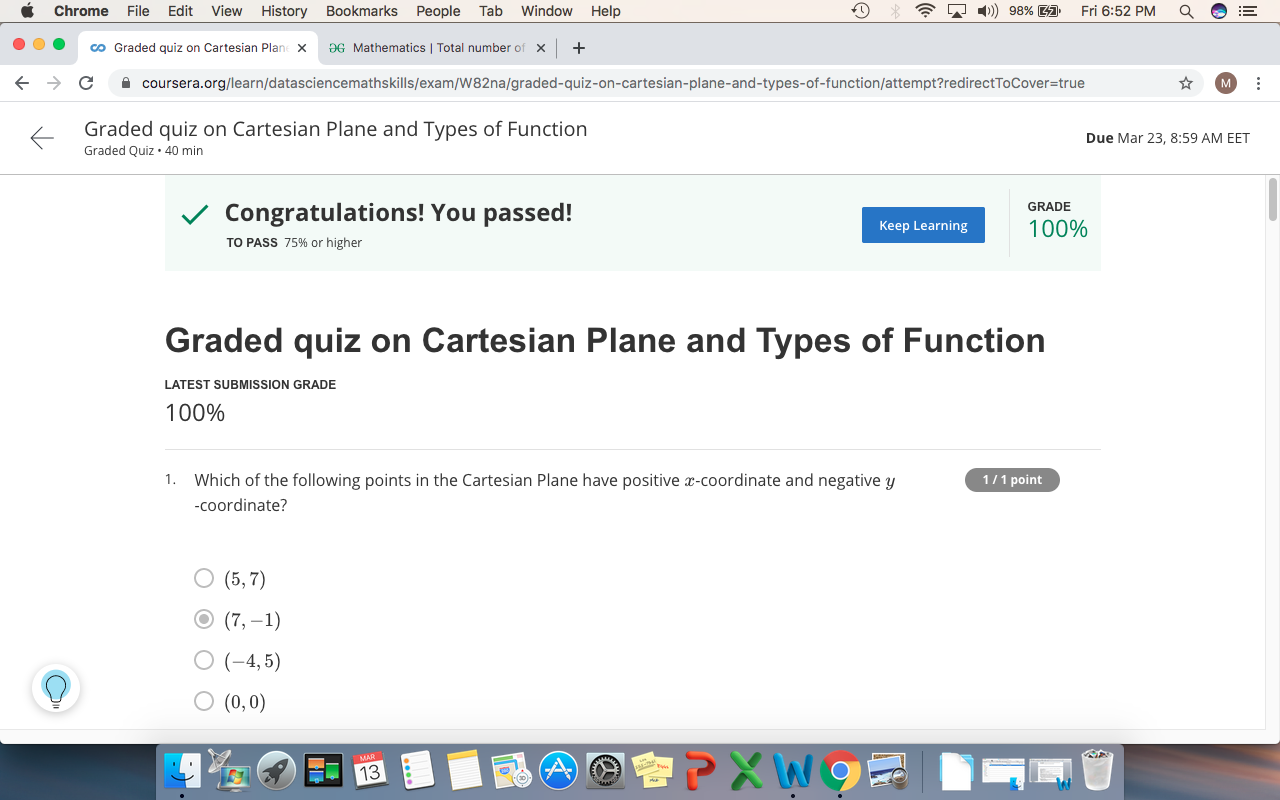 Chrome File Edit View History Bookmarks People Tab Window Help 98% Fri 6:52 PM
Graded quiz on Cartesian Plane Mathematics | Total number of
coursera.org/learn/datasciencemathskills/exam/W82na/graded-quiz-on-cartesian-plane-and-types-of-function/attempt?redirectToCover=true M
Graded quiz on Cartesian Plane and Types of Function
Graded Quiz • 40 min
Due Mar 23, 8:59 AM EET
Congratulations! You passed!
TO PASS 75% or higher
Keep Learning
GRADE
100%
Graded quiz on Cartesian Plane and Types of Function
LATEST SUBMISSION GRADE
100%
1. Which of the following points in the Cartesian Plane have positive x-coordinate and negative y
-coordinate?
1 / 1 point
(5, 7)
(7, −1)
(−4, 5)
(0, 0)
MAR
13